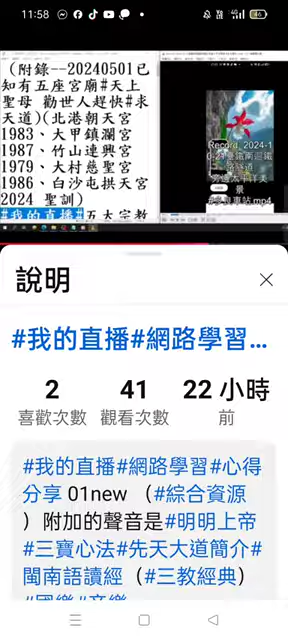 11:58
(附錄--20240501已
知有五座宮廟#天上
聖母 勸世人趕快#求
天道)(北港朝天宮
1983、大甲鎮瀾宮
1987、竹山連興宮
1979、大村慈聖宮
1986、白沙屯拱天宮
2024 聖訓)
#我的直播#五大宗教
說明
#我的直播#網路學習...
2
41
22 小時
喜歡次數
觀看次數
前
#我的直播#網路學習#心得
分享 01new (#綜合資源
) 附加的聲音是#明明上帝
#三寶心法#先天大道簡介#
閩南語讀經 (#三教經典)
#國樂#音樂